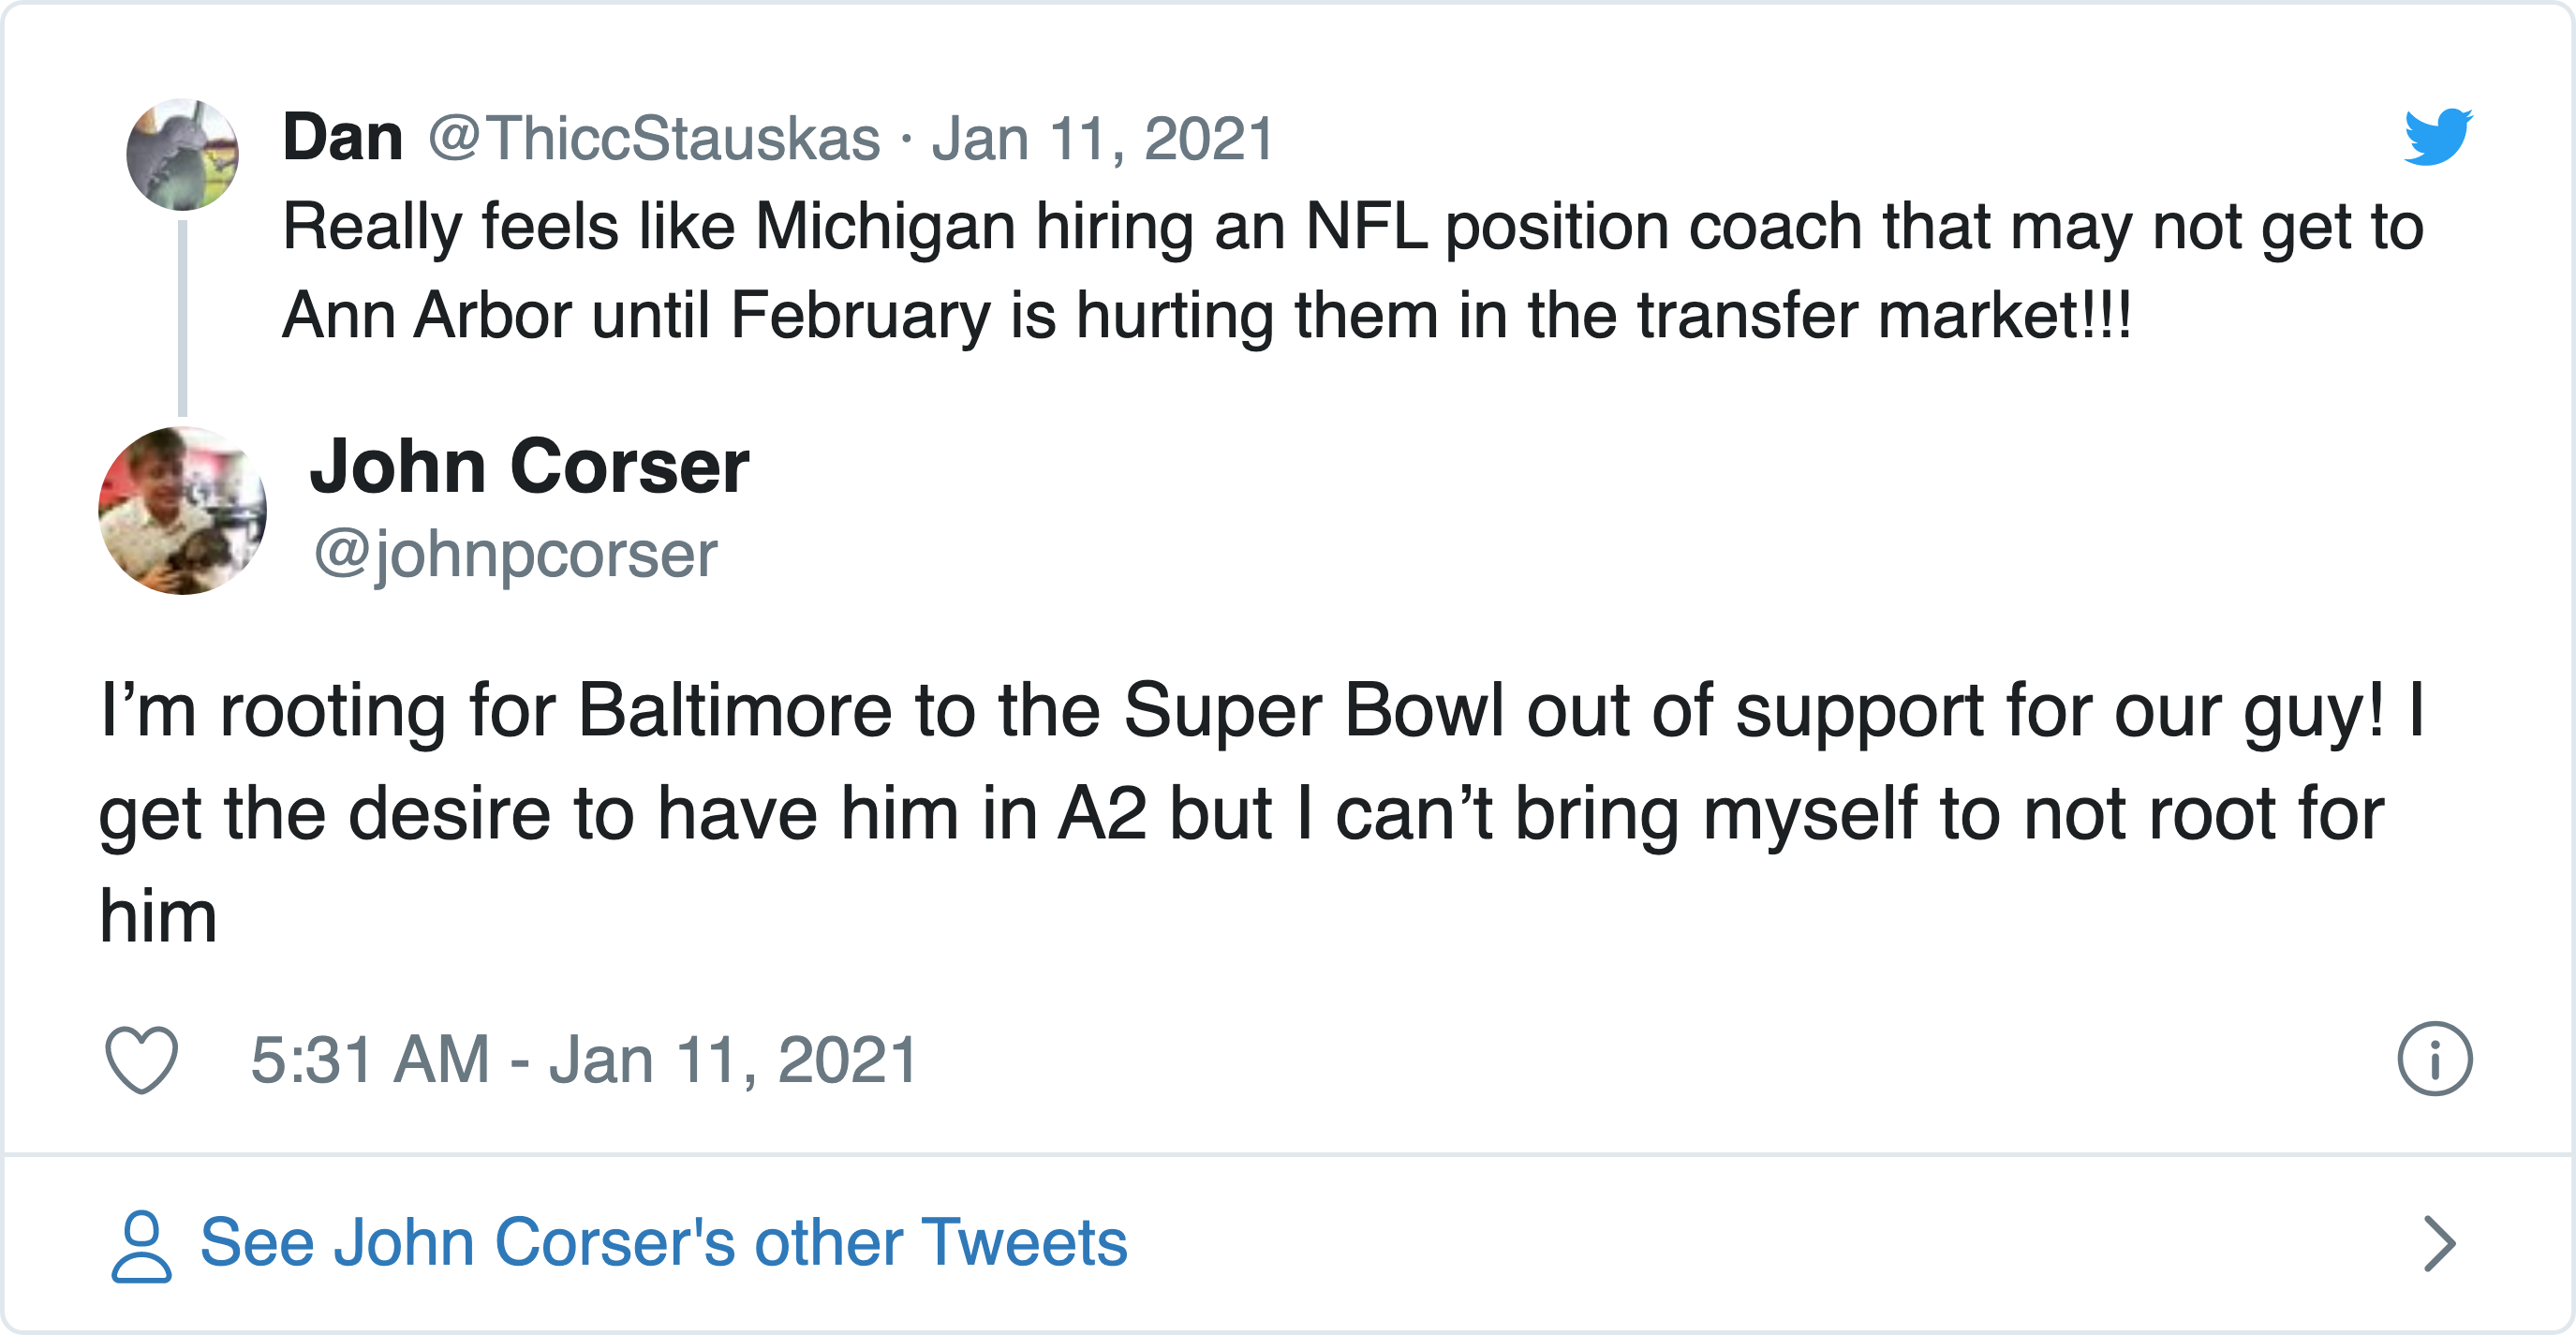 Dan @ThiccStauskas · Jan 11, 2021
Really feels like Michigan hiring an NFL position coach that may not get to
Ann Arbor until February is hurting them in the transfer market!!!
John Corser
@johnpcorser
I’m rooting for Baltimore to the Super Bowl out of support for our guy! I
get the desire to have him in A2 but I can’t bring myself to not root for
him
5:31 AM - Jan 11, 2021
See John Corser's other Tweets